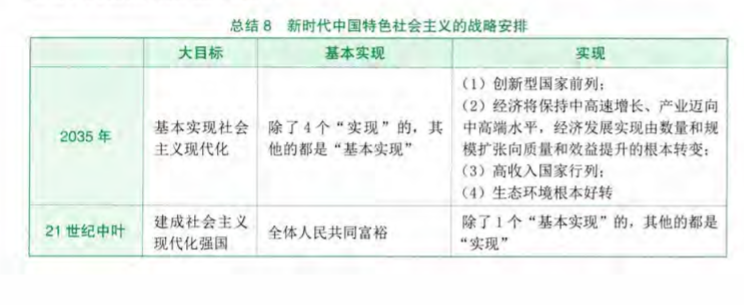 总结 8 新时代中国特色社会主义的战略安排
大目标
基本实现
实现
2035 年
基本实现社会
主义现代化
除了 4 个“实现”的，其
他的都是“基本实现”
（1）创新型国家前列；
（2）经济将保持中高速增长、产业迈向
中高端水平，经济发展实现由数量和规
模扩张向质量和效益提升的根本转变；
（3）高收入国家行列；
（4）生态环境根本好转
21 世纪中叶
建成社会主义
现代化强国
全体人民共同富裕
除了 1 个“基本实现”的，其他的都是
“实现”